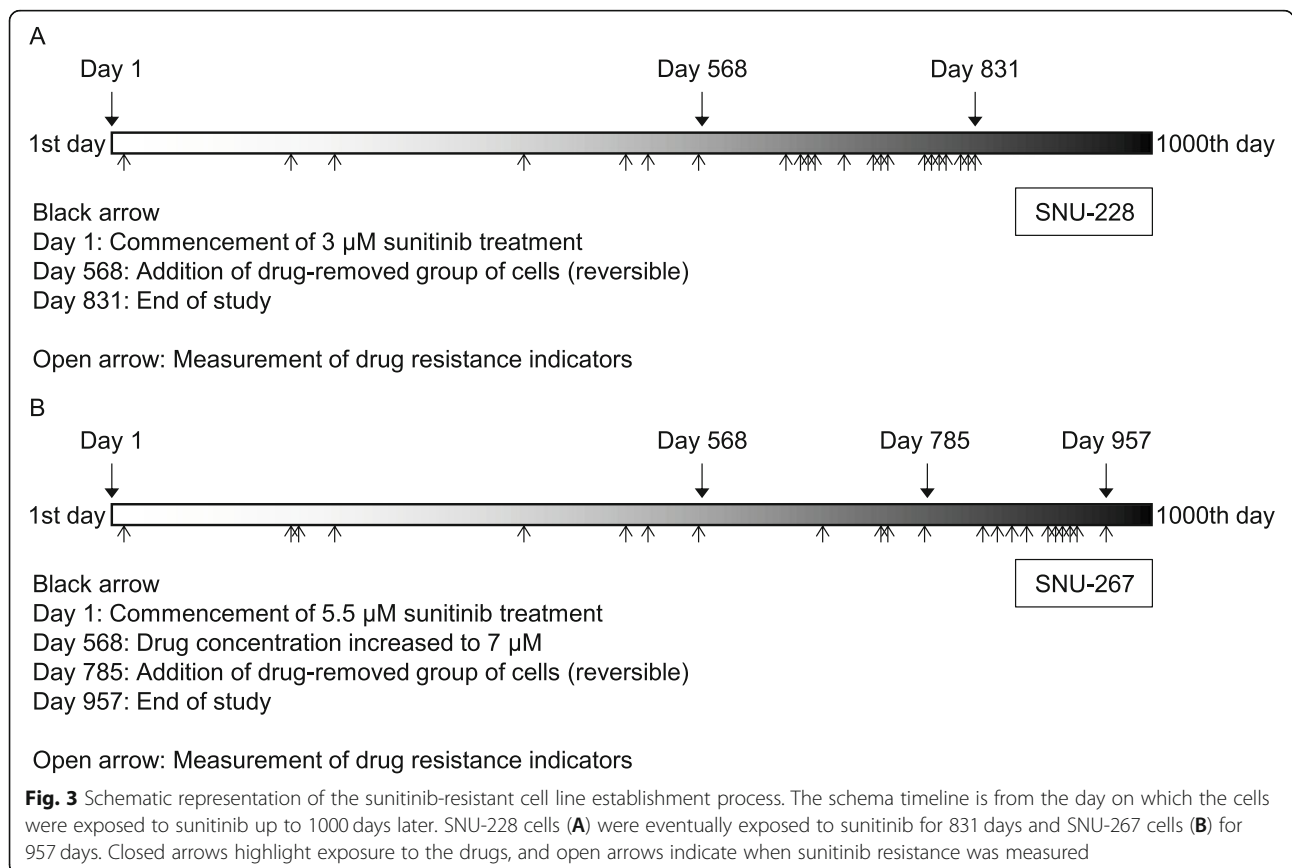 A
Day 1 Day 568 Day 831
1st day 1000th day
SNU-228
Black arrow
Day 1: Commencement of 3 μM sunitinib treatment
Day 568: Addition of drug-removed group of cells (reversible)
Day 831: End of study
Open arrow: Measurement of drug resistance indicators
B
Day 1 Day 568 Day 785 Day 957
1st day 1000th day
SNU-267
Black arrow
Day 1: Commencement of 5.5 μM sunitinib treatment
Day 568: Drug concentration increased to 7 μM
Day 785: Addition of drug-removed group of cells (reversible)
Day 957: End of study
Open arrow: Measurement of drug resistance indicators
Fig. 3 Schematic representation of the sunitinib-resistant cell line establishment process. The schema timeline is from the day on which the cells
were exposed to sunitinib up to 1000 days later. SNU-228 cells (A) were eventually exposed to sunitinib for 831 days and SNU-267 cells (B) for
957 days. Closed arrows highlight exposure to the drugs, and open arrows indicate when sunitinib resistance was measured